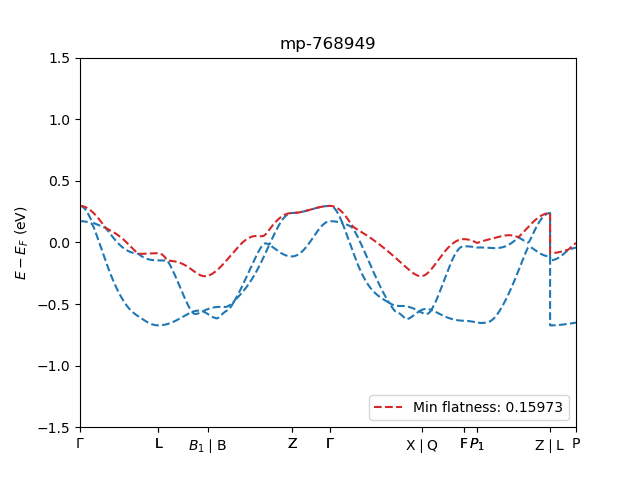 mp-768949
1.5
1.0
0.5
0.0
−0.5
−1.0
−1.5
E − E_F (eV)
Min flatness: 0.15973
Γ L B₁ | B Z Γ X | Q F P₁ Z | L P